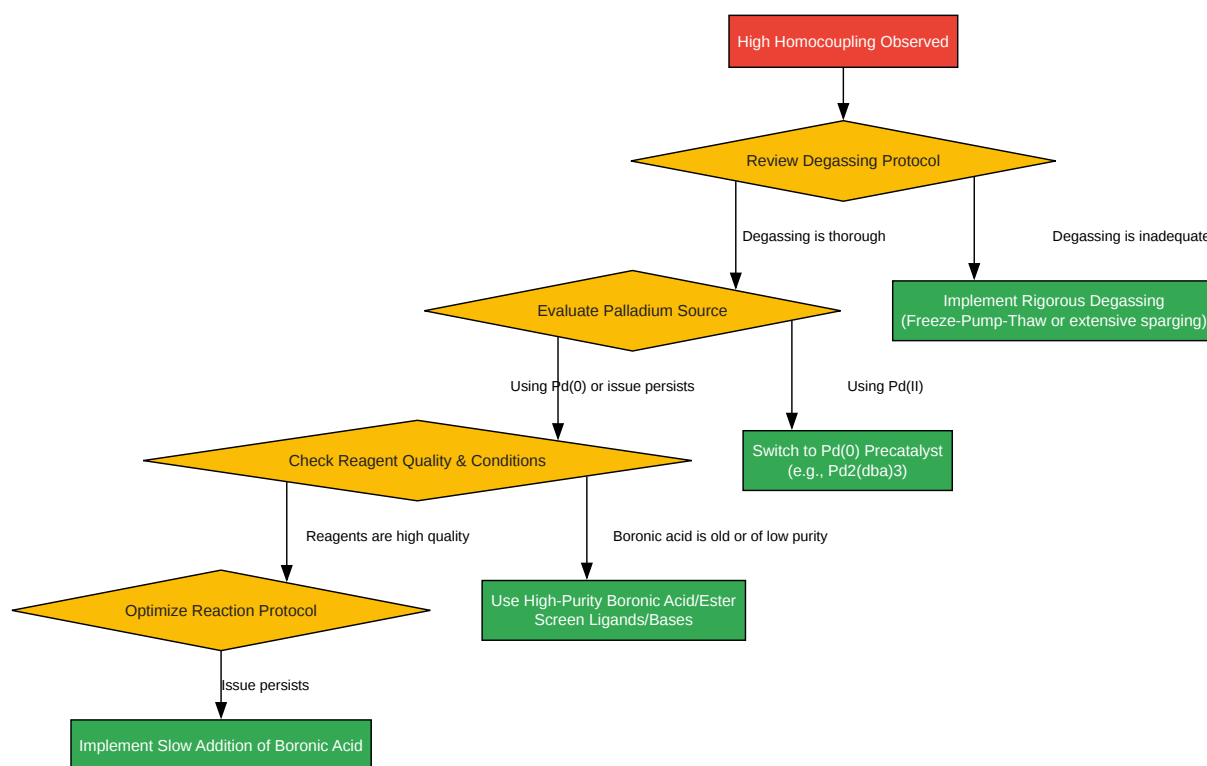 High Homocoupling Observed
Review Degassing Protocol
Degassing is thorough
Degassing is inadequate
Evaluate Palladium Source
Implement Rigorous Degassing
(Freeze-Pump-Thaw or extensive sparging)
Using Pd(0) or issue persists
Using Pd(II)
Check Reagent Quality & Conditions
Switch to Pd(0) Precatalyst
(e.g., Pd2(dba)3)
Reagents are high quality
Boronic acid is old or of low purity
Optimize Reaction Protocol
Use High-Purity Boronic Acid/Ester
Screen Ligands/Bases
Issue persists
Implement Slow Addition of Boronic Acid